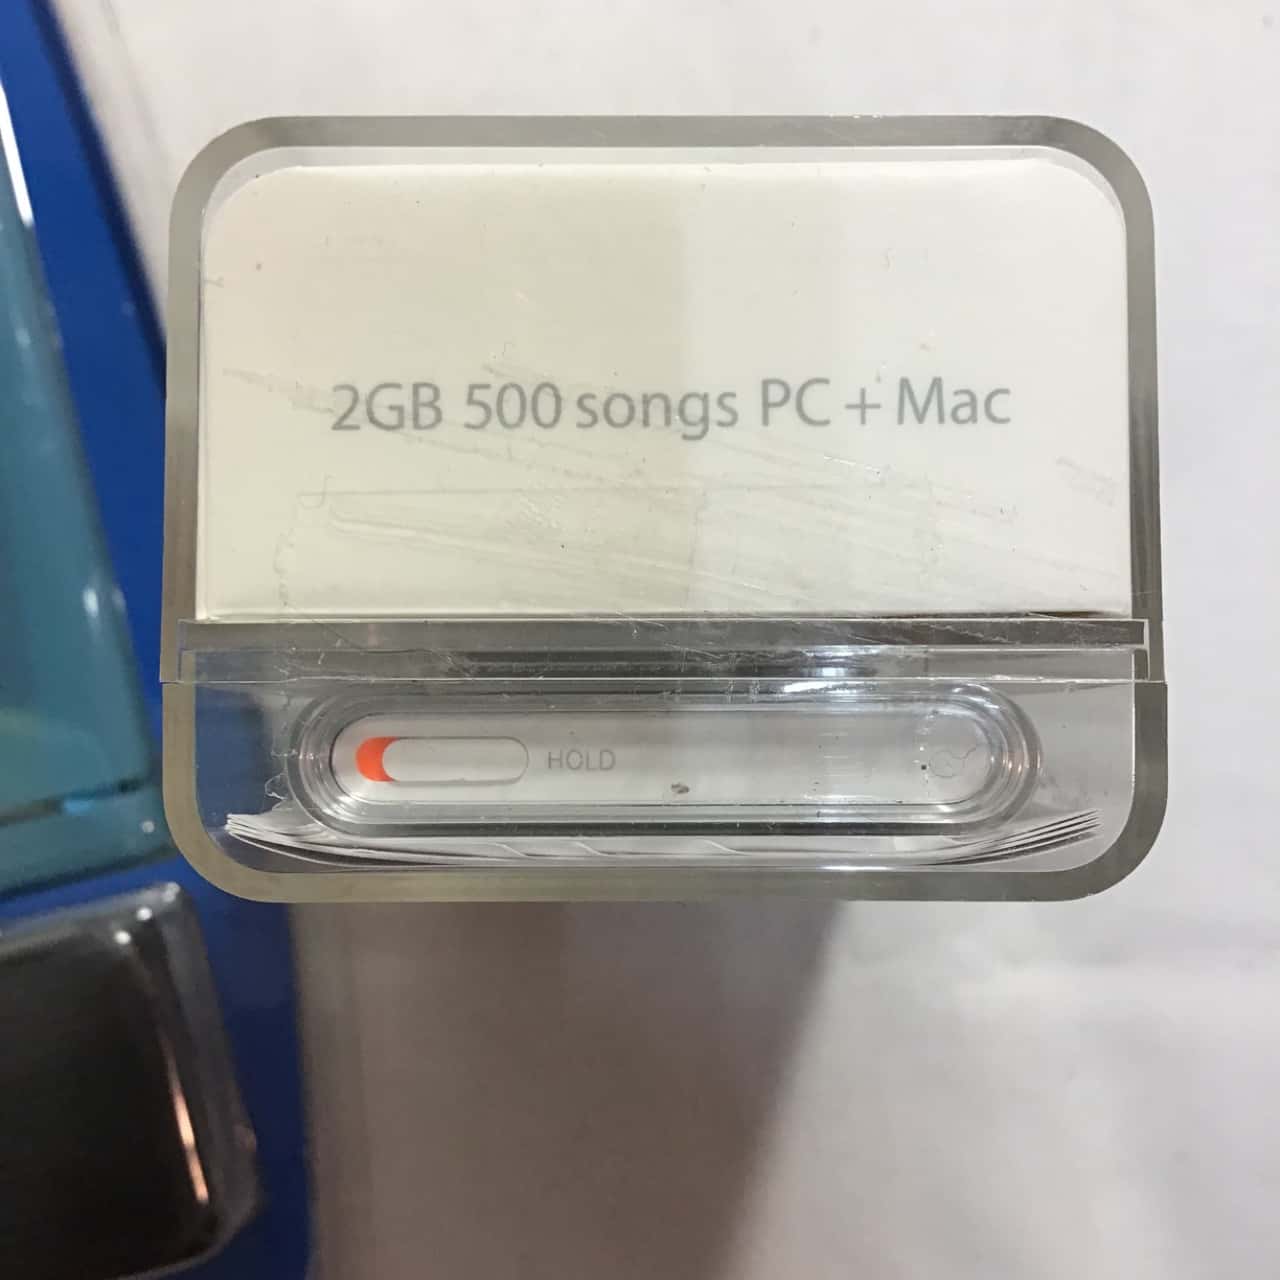 2GB 500 songs PC + Mac
HOLD